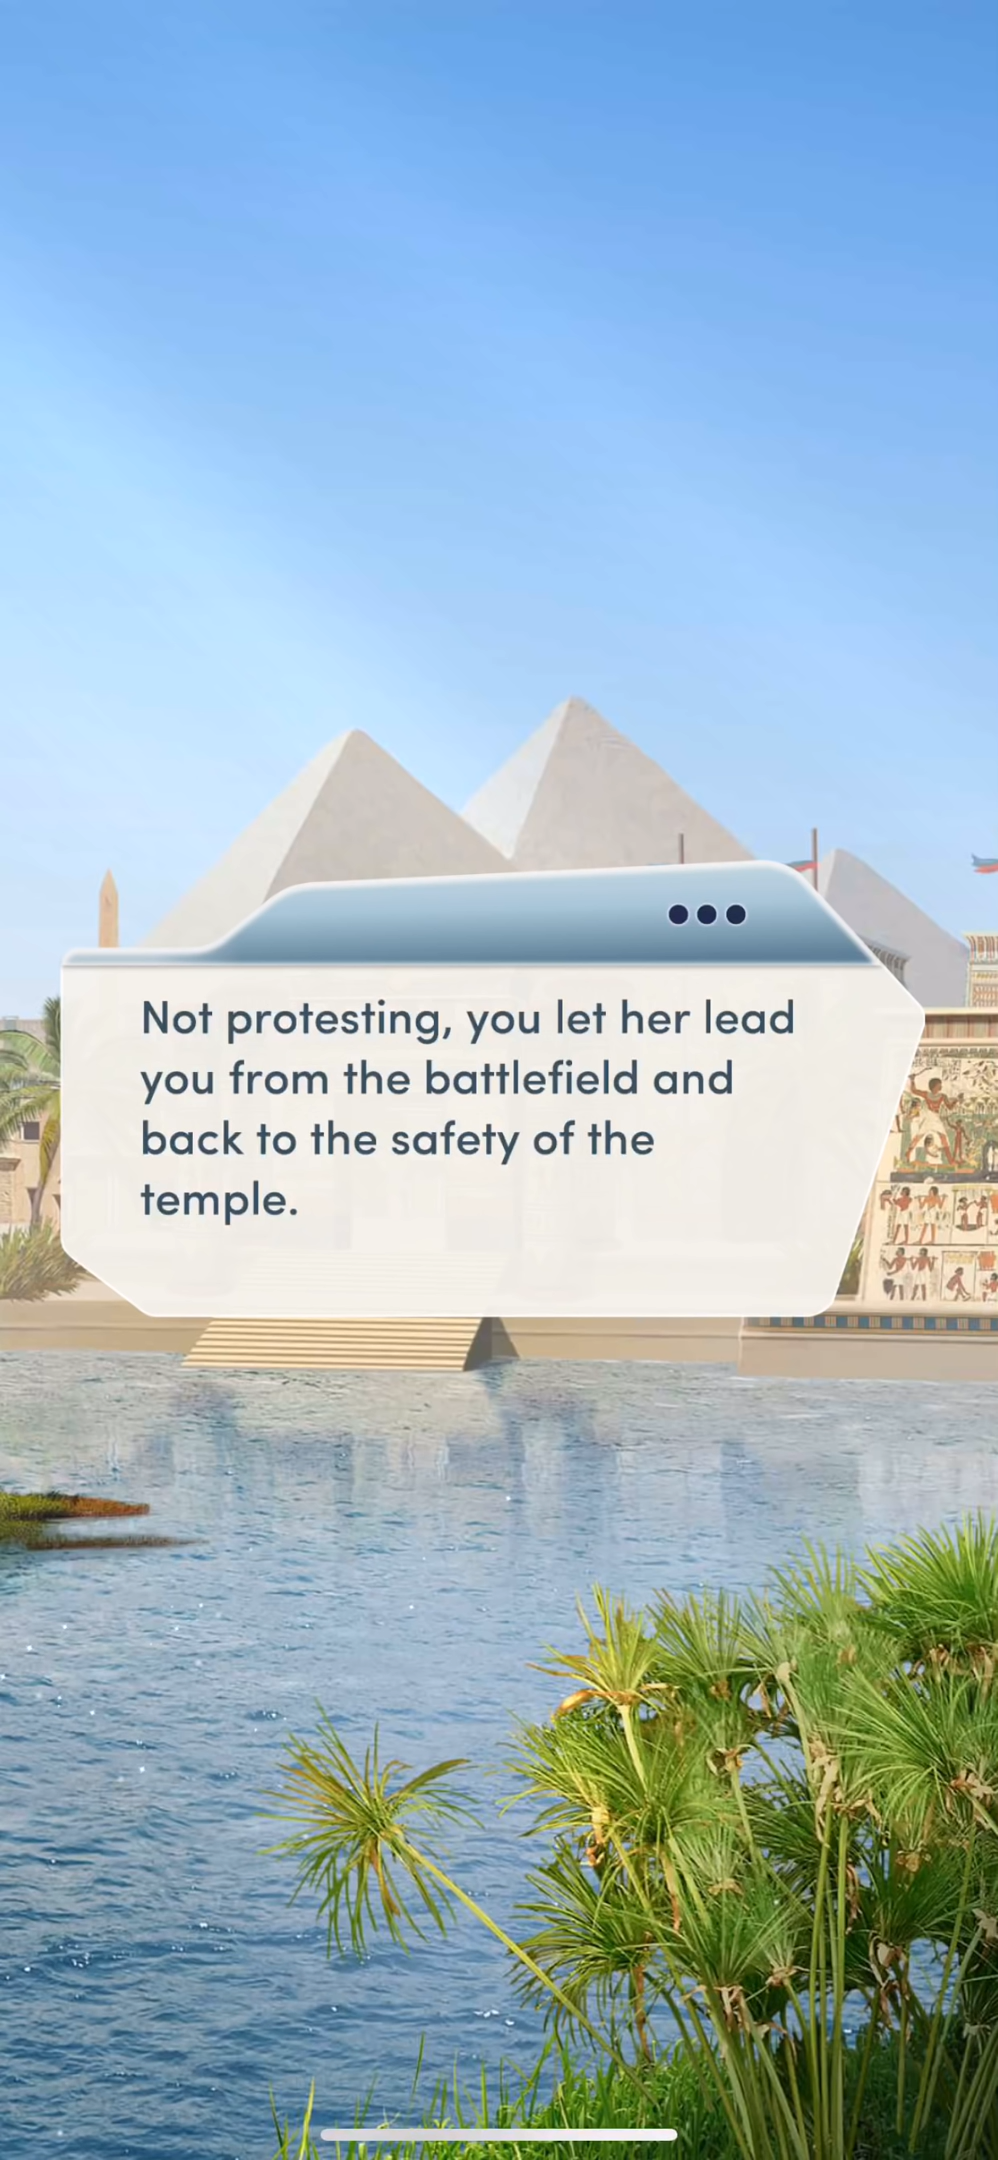 Not protesting, you let her lead
you from the battlefield and
back to the safety of the
temple.